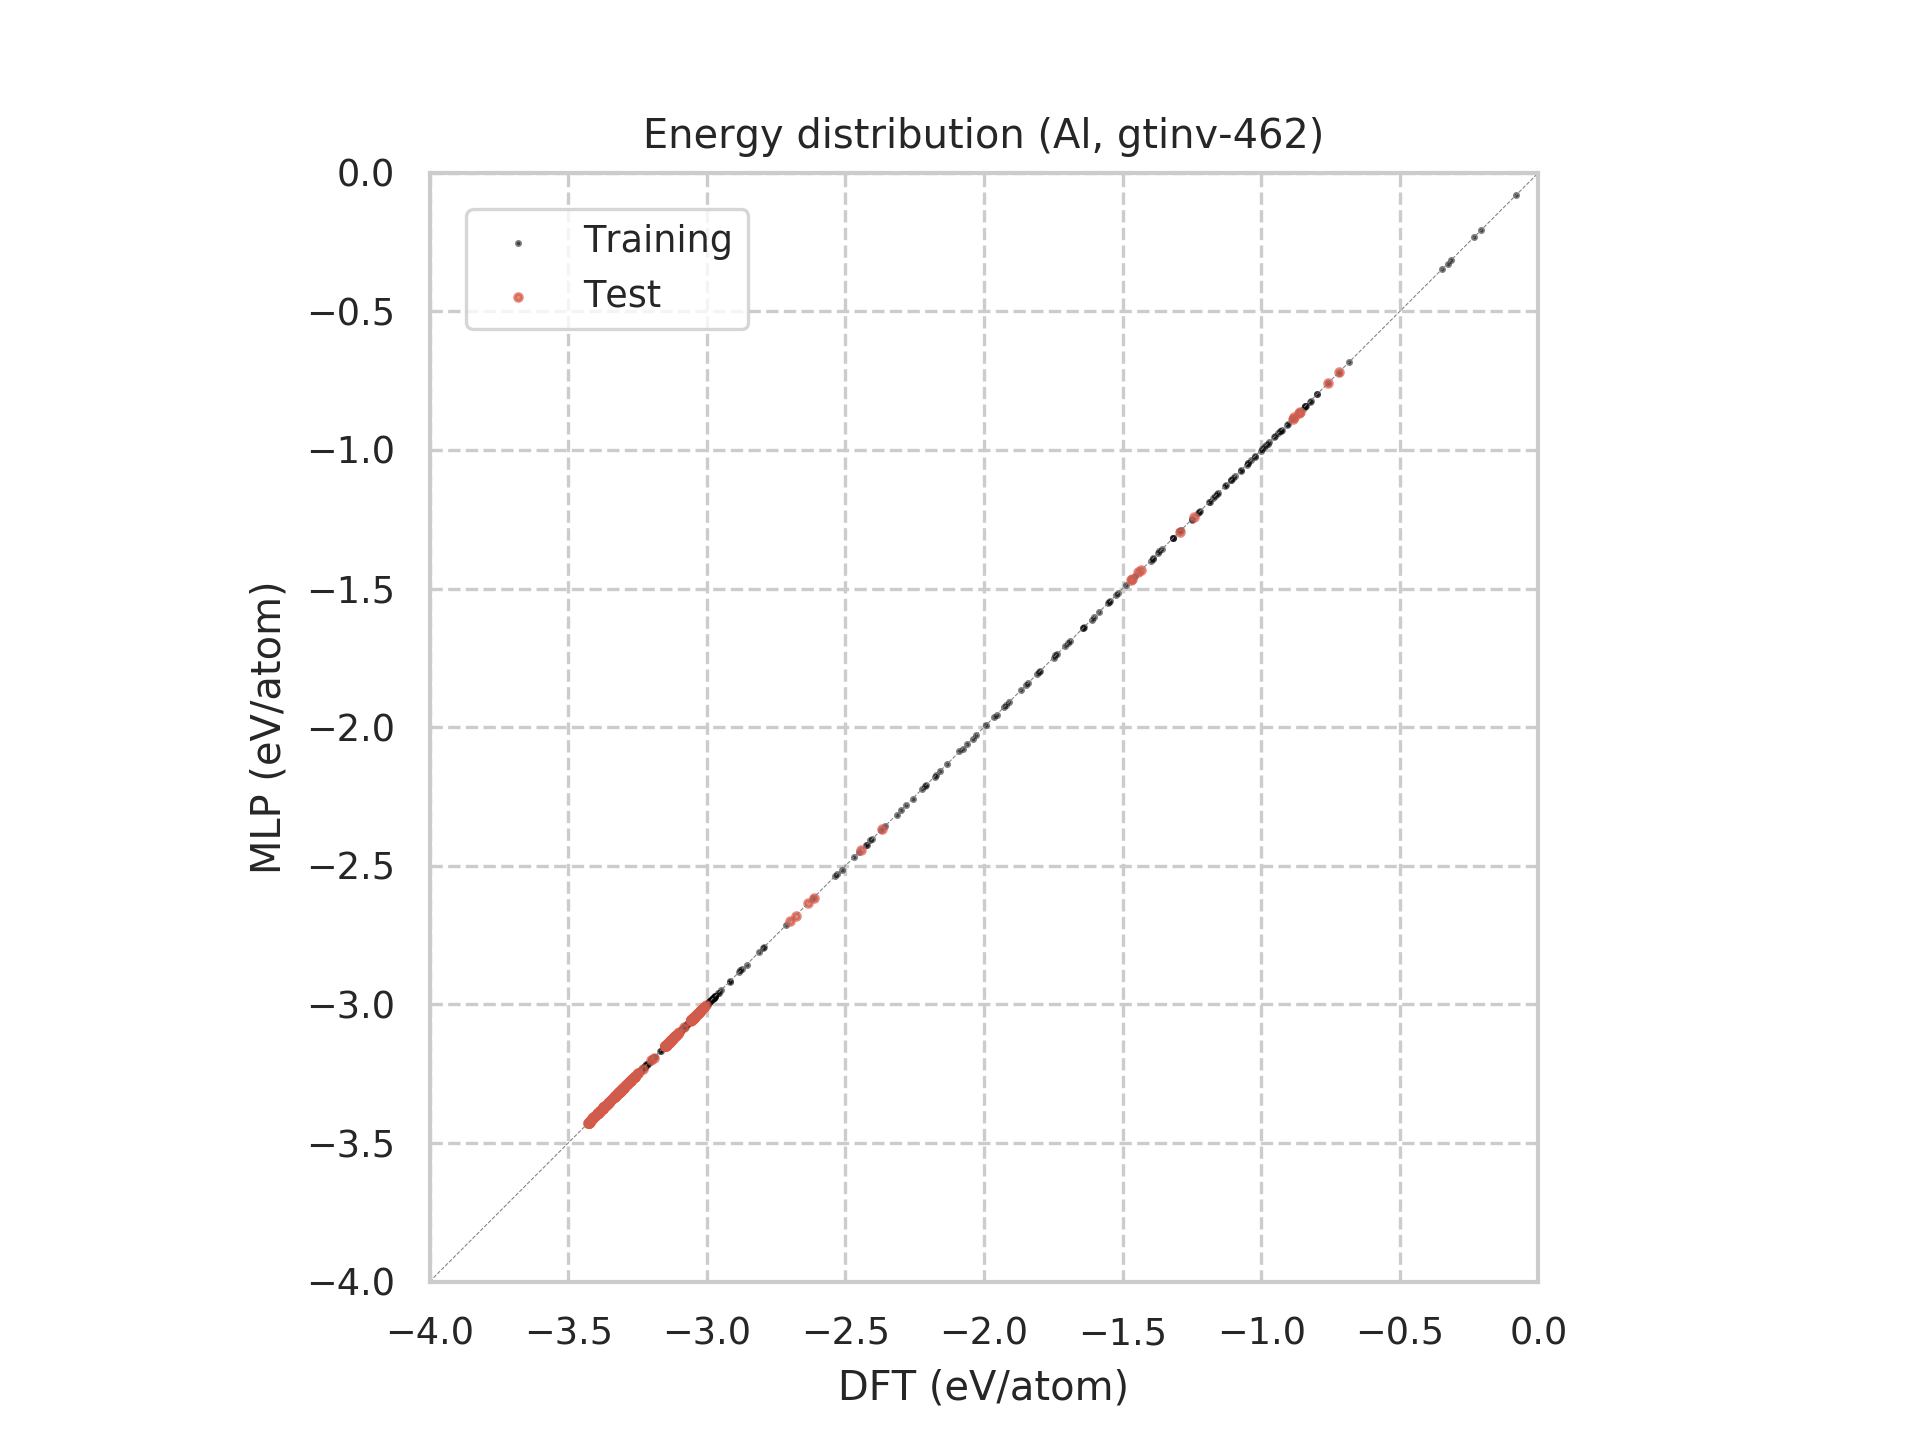 Energy distribution (Al, gtinv-462)
Training
Test
MLP (eV/atom)
0.0
−0.5
−1.0
−1.5
−2.0
−2.5
−3.0
−3.5
−4.0
−4.0 −3.5 −3.0 −2.5 −2.0 −1.5 −1.0 −0.5 0.0
DFT (eV/atom)